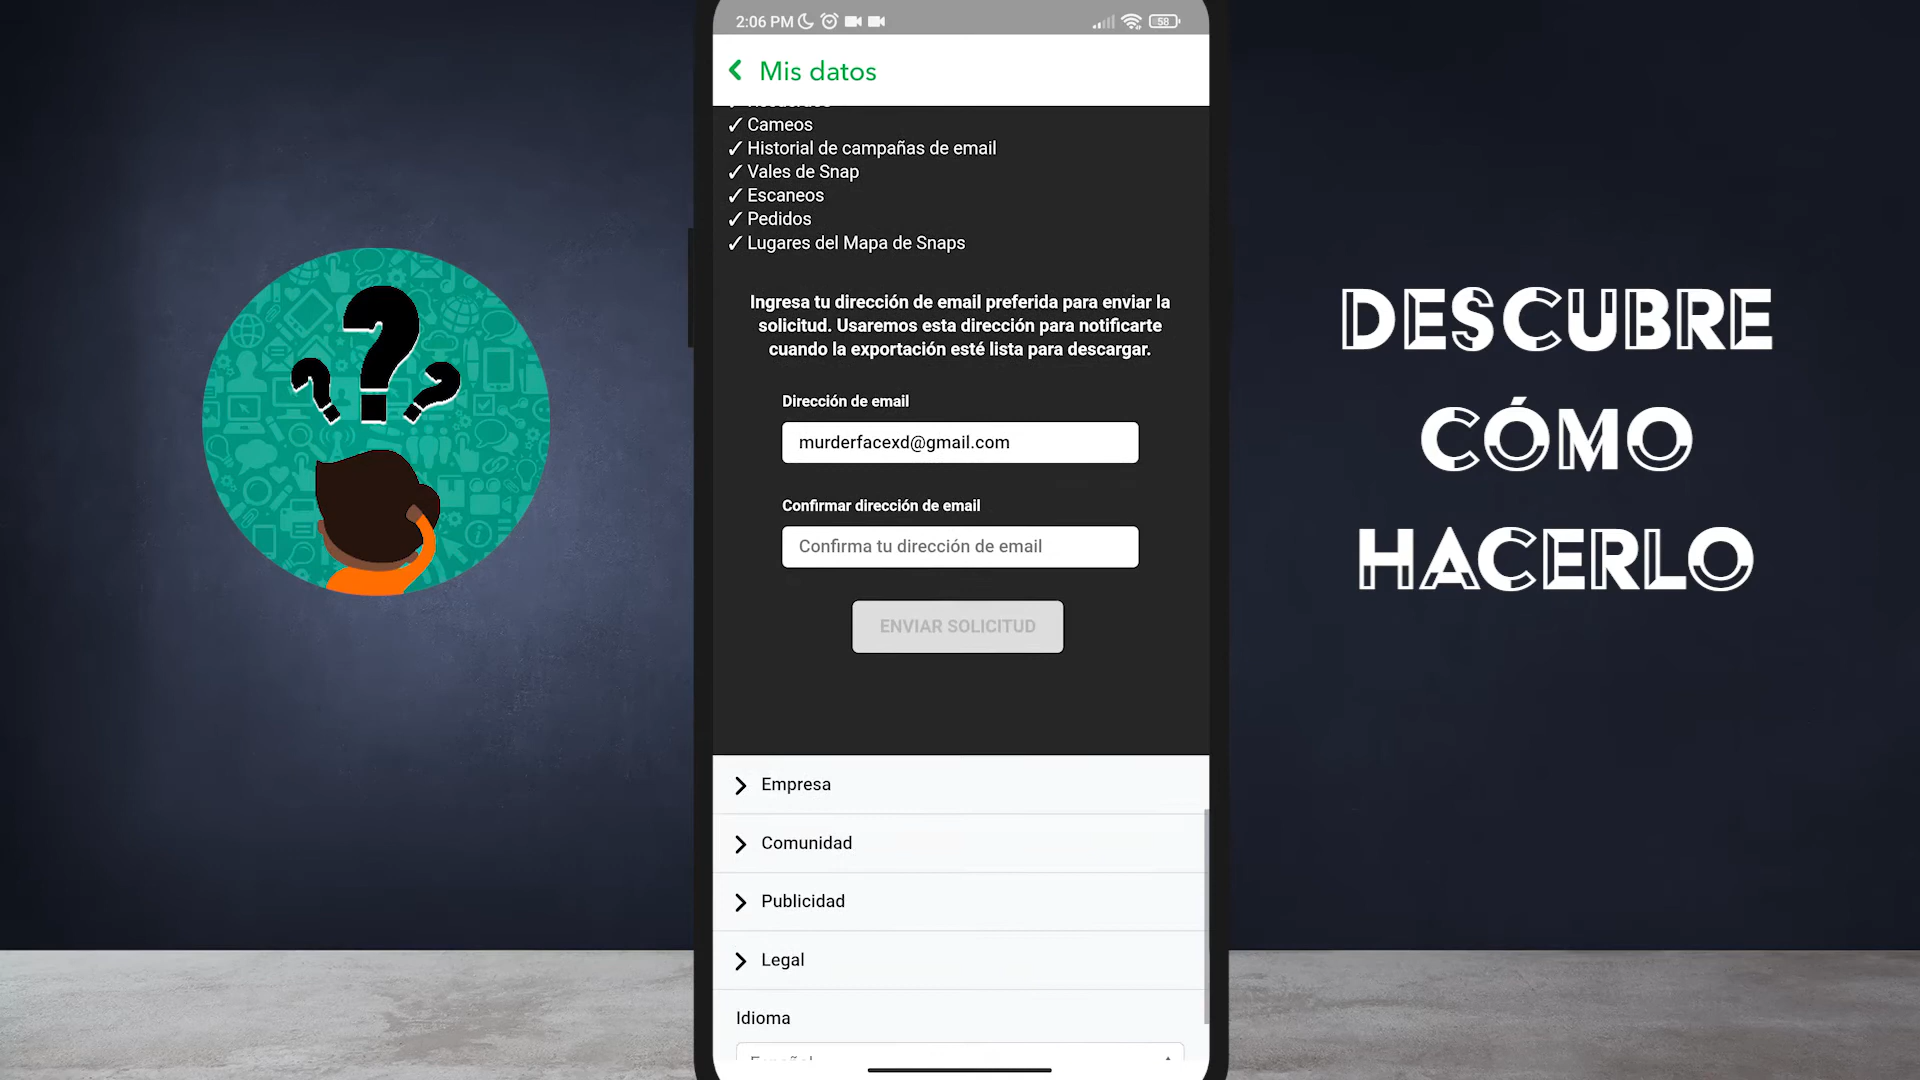 2:06 PM
58
Mis datos
✓ Cameos
✓ Historial de campañas de email
✓ Vales de Snap
✓ Escaneos
✓ Pedidos
✓ Lugares del Mapa de Snaps
Ingresa tu dirección de email preferida para enviar la
solicitud. Usaremos esta dirección para notificarte
cuando la exportación esté lista para descargar.
Dirección de email
murderfacexd@gmail.com
Confirmar dirección de email
Confirma tu dirección de email
ENVIAR SOLICITUD
Empresa
Comunidad
Publicidad
Legal
Idioma
DESCUBRE
CÓMO
HACERLO